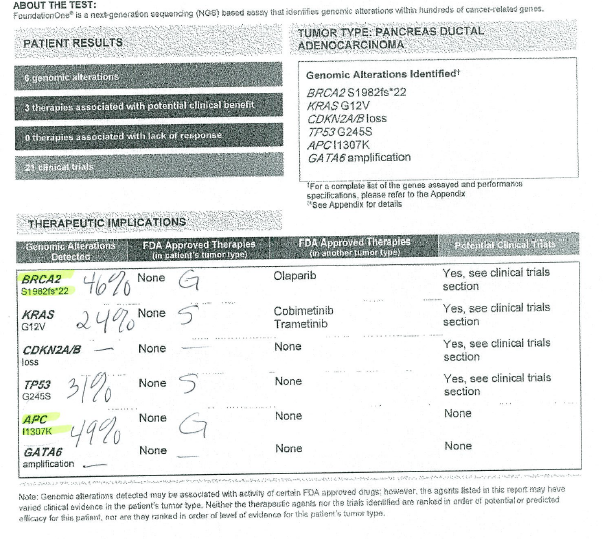 ABOUT THE TEST:
FoundationOne® is a next-generation sequencing (NGS) based assay that identifies genomic alterations within hundreds of cancer-related genes.
PATIENT RESULTS
6 genomic alterations
3 therapies associated with potential clinical benefit
0 therapies associated with lack of response
21 clinical trials
TUMOR TYPE: PANCREAS DUCTAL
ADENOCARCINOMA
Genomic Alterations Identified†
BRCA2 S1982fs*22
KRAS G12V
CDKN2A/B loss
TP53 G245S
APC I1307K
GATA6 amplification
†For a complete list of the genes assayed and performance
specifications, please refer to the Appendix
See Appendix for details
THERAPEUTIC IMPLICATIONS
Genomic Alterations Detected FDA Approved Therapies (in patient's tumor type) FDA Approved Therapies (in another tumor type) Potential Clinical Trials
BRCA2 S1982fs*22 46% None G Olaparib Yes, see clinical trials section
KRAS G12V 24% None S Cobimetinib Trametinib Yes, see clinical trials section
CDKN2A/B loss — None — None Yes, see clinical trials section
TP53 G245S 31% None S None Yes, see clinical trials section
APC I1307K 49% None G None None
GATA6 amplification — None — None None
Note: Genomic alterations detected may be associated with activity of certain FDA approved drugs; however, the agents listed in this report may have
varied clinical evidence in the patient's tumor type. Neither the therapeutic agents nor the trials identified are ranked in order of potential or predicted
efficacy for this patient, nor are they ranked in order of level of evidence for this patient's tumor type.